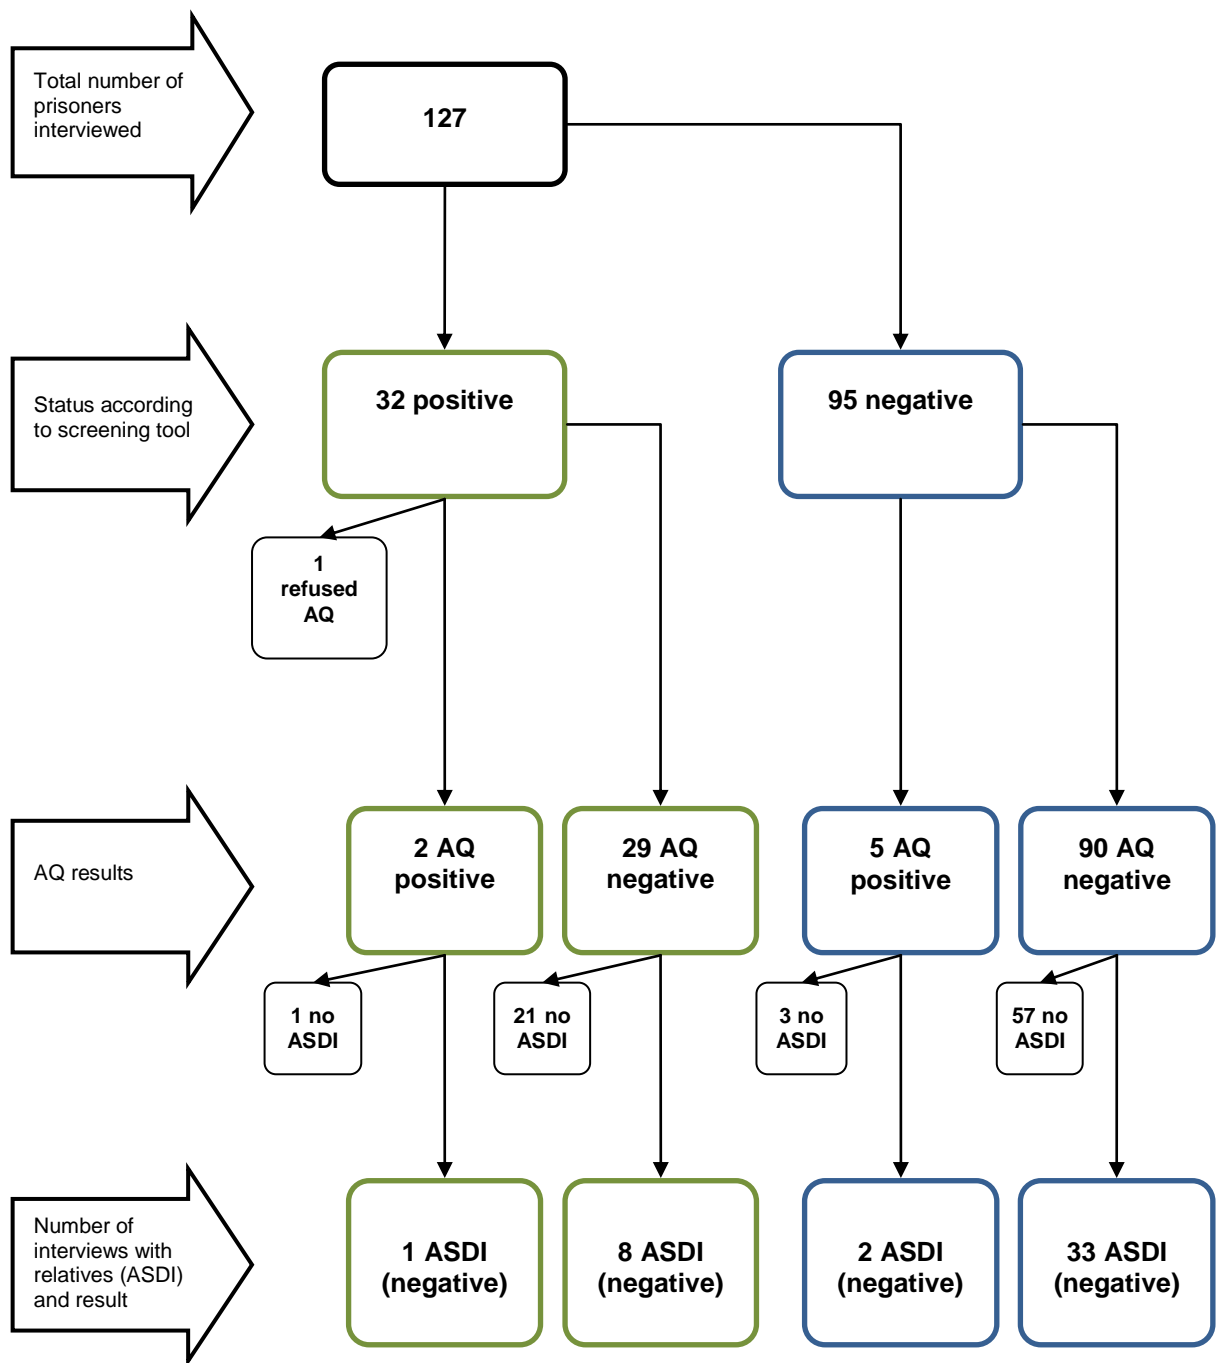 Total number of
prisoners
interviewed
127
Status according
to screening tool
32 positive
95 negative
1
refused
AQ
AQ results
2 AQ
positive
29 AQ
negative
5 AQ
positive
90 AQ
negative
1 no
ASDI
21 no
ASDI
3 no
ASDI
57 no
ASDI
Number of
interviews with
relatives (ASDI)
and result
1 ASDI
(negative)
8 ASDI
(negative)
2 ASDI
(negative)
33 ASDI
(negative)